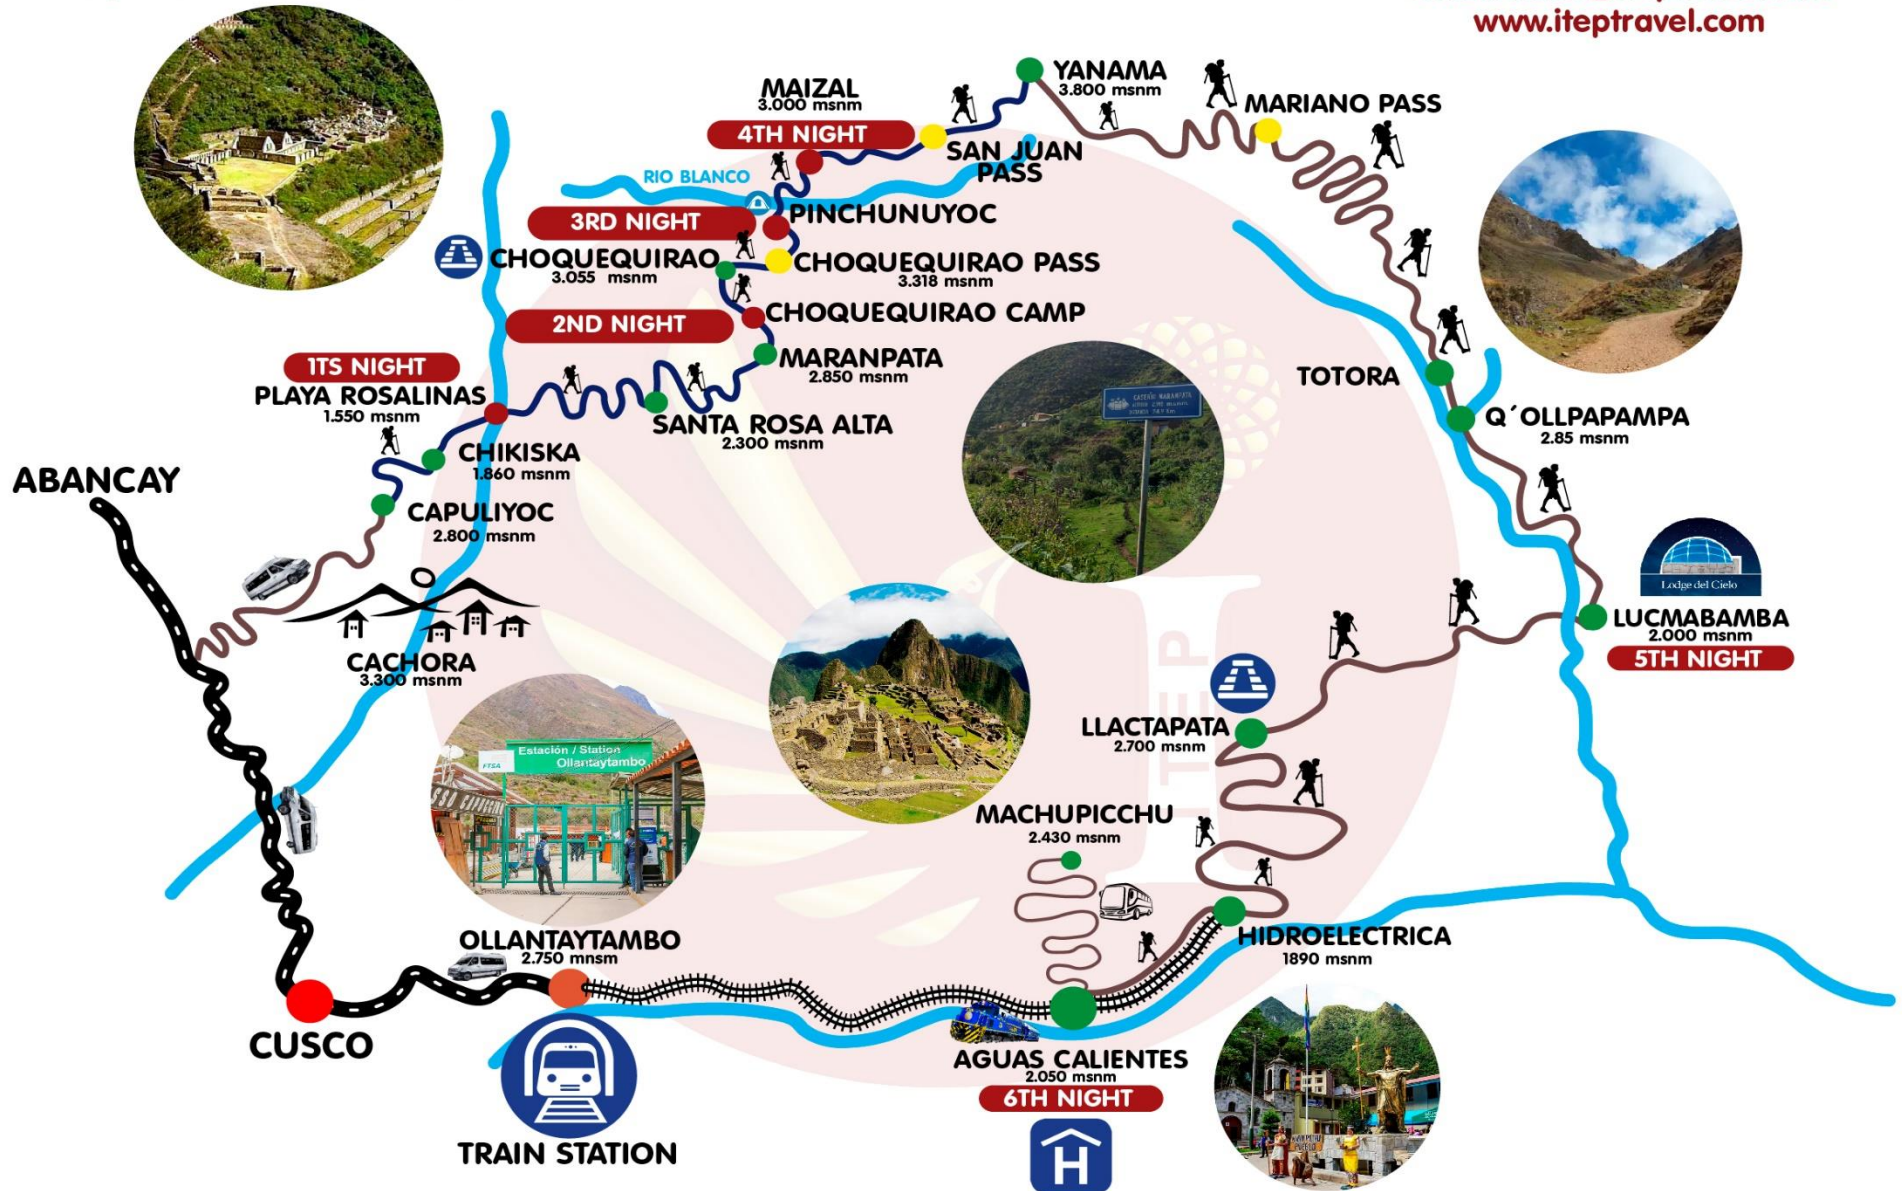 www.iteptravel.com
YANAMA
3.800 msnm
MAIZAL
3.000 msnm
MARIANO PASS
4TH NIGHT
SAN JUAN
PASS
RIO BLANCO
PINCHUNUYOC
3RD NIGHT
CHOQUEQUIRAO
3.055 msnm
CHOQUEQUIRAO PASS
3.318 msnm
CHOQUEQUIRAO CAMP
2ND NIGHT
MARANPATA
2.850 msnm
1TS NIGHT
PLAYA ROSALINAS
1.550 msnm
SANTA ROSA ALTA
2.300 msnm
CHIKISKA
1.860 msnm
CAPULIYOC
2.800 msnm
ABANCAY
CACHORA
3.300 msnm
TOTORA
Q´OLLPAPAMPA
2.85 msnm
Lodge del Cielo
LUCMABAMBA
2.000 msnm
5TH NIGHT
CASERIO MARANPATA
ITEP
LLACTAPATA
2.700 msnm
Estación / Station
Ollantaytambo
FTSA
MACHUPICCHU
2.430 msnm
HIDROELECTRICA
1890 msnm
OLLANTAYTAMBO
2.750 mnsm
CUSCO
TRAIN STATION
AGUAS CALIENTES
2.050 msnm
6TH NIGHT
H